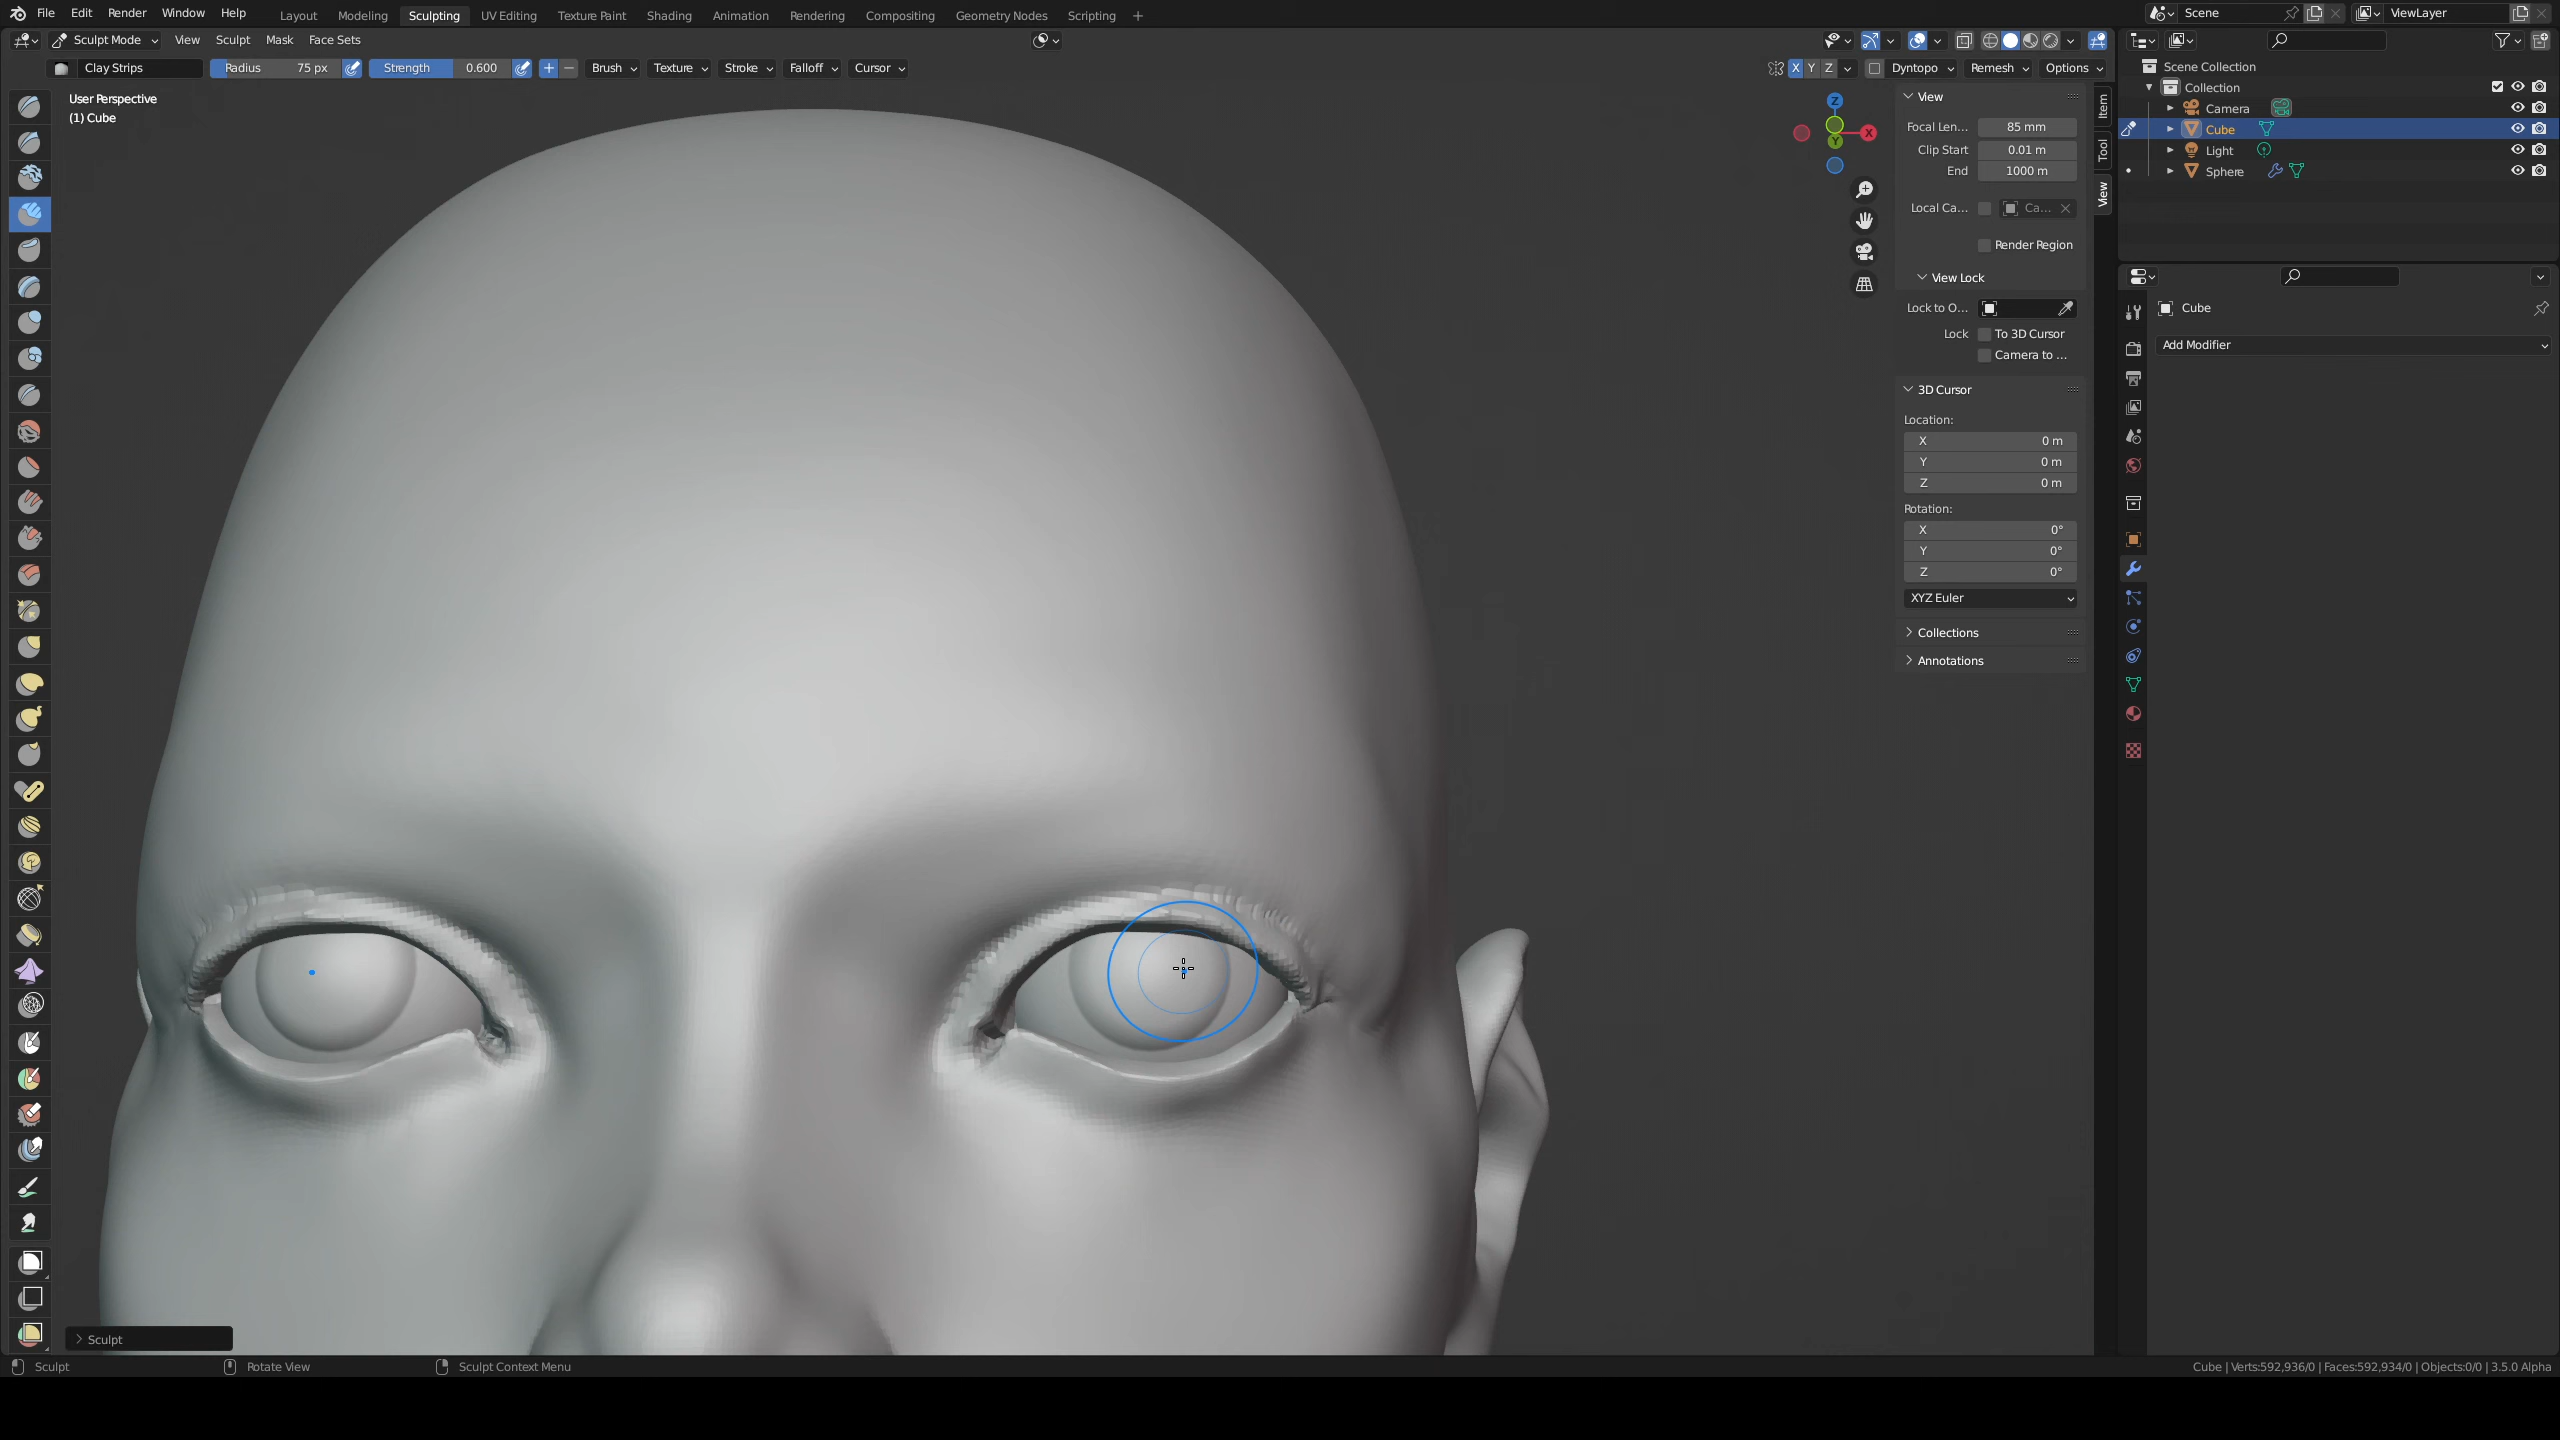 File Edit Render Window Help Layout Modeling Sculpting UV Editing Texture Paint Shading Animation Rendering Compositing Geometry Nodes Scripting + Scene ViewLayer
Sculpt Mode View Sculpt Mask Face Sets
Clay Strips Radius 75 px Strength 0.600 Brush Texture Stroke Falloff Cursor X Y Z Dyntopo Remesh Options
User Perspective
(1) Cube
Z
X
Y
View
Focal Len... 85 mm
Clip Start 0.01 m
End 1000 m
Local Ca... Ca...
Render Region
View Lock
Lock to O...
Lock To 3D Cursor
Camera to ...
3D Cursor
Location:
X 0 m
Y 0 m
Z 0 m
Rotation:
X 0°
Y 0°
Z 0°
XYZ Euler
Collections
Annotations
Item
Tool
View
Scene Collection
Collection
Camera
Cube
Light
Sphere
Cube
Add Modifier
Sculpt
Sculpt Rotate View Sculpt Context Menu
Cube | Verts:592,936/0 | Faces:592,934/0 | Objects:0/0 | 3.5.0 Alpha